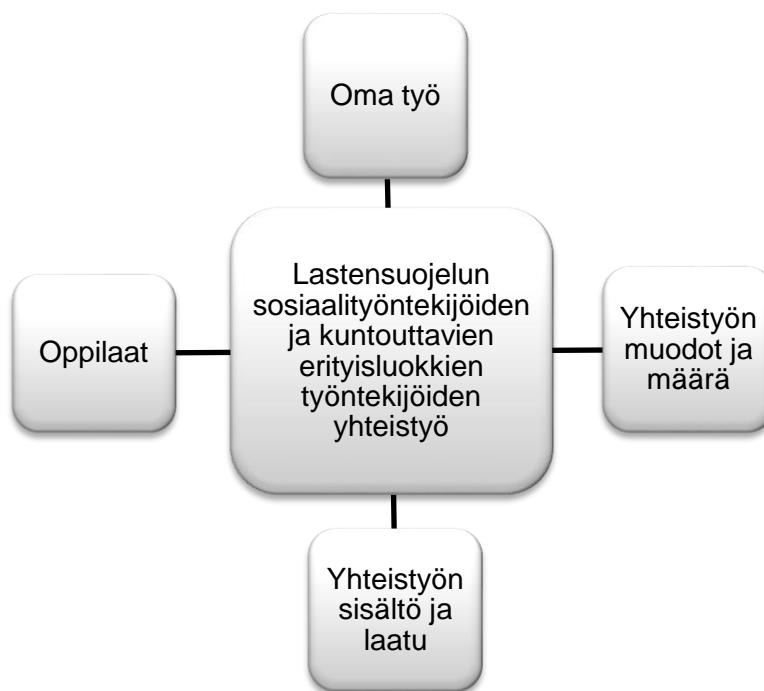 Oma työ
Oppilaat
Lastensuojelun
sosiaalityöntekijöiden
ja kuntouttavien
erityisluokkien
työntekijöiden
yhteistyö
Yhteistyön
muodot ja
määrä
Yhteistyön
sisältö ja
laatu